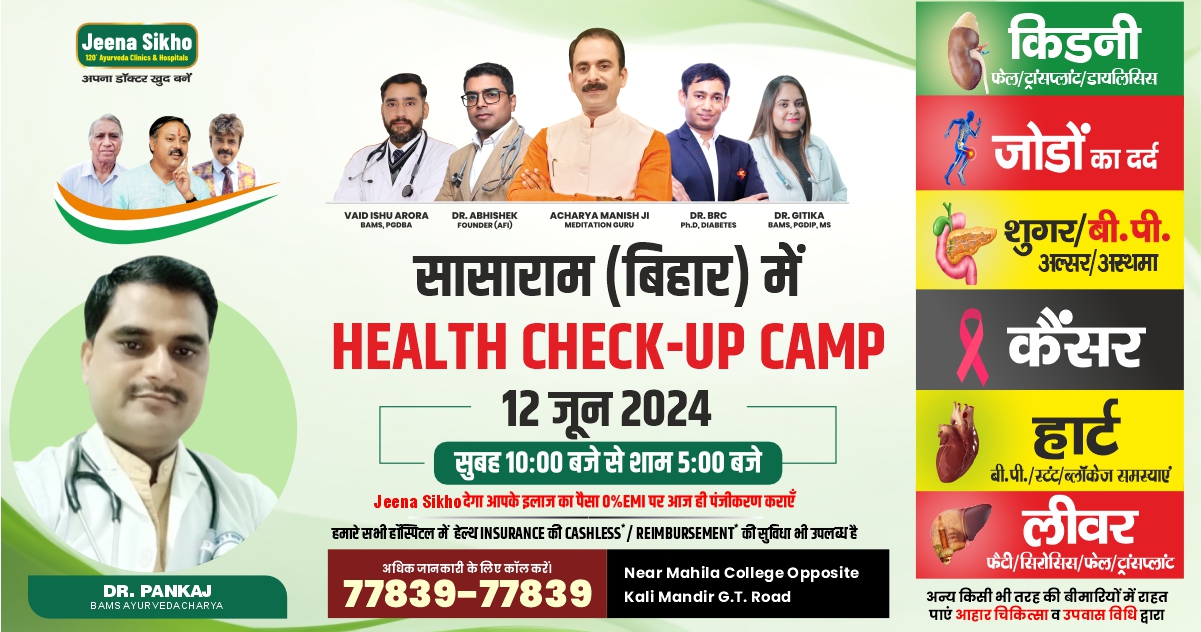 Jeena Sikho
120+ Ayurveda Clinics & Hospitals
अपना डॉक्टर खुद बनें
VAID ISHU ARORA
BAMS, PGDBA
DR. ABHISHEK
FOUNDER (AFI)
ACHARYA MANISH JI
MEDITATION GURU
DR. BRC
Ph.D, DIABETES
DR. GITIKA
BAMS, PGDIP, MS
सासाराम (बिहार) में
HEALTH CHECK-UP CAMP
12 जून 2024
सुबह 10:00 बजे से शाम 5:00 बजे
Jeena Sikho देगा आपके इलाज का पैसा 0%EMI पर आज ही पंजीकरण कराएँ
हमारे सभी हॉस्पिटल में हेल्थ INSURANCE की CASHLESS* / REIMBURSEMENT* की सुविधा भी उपलब्ध है
अधिक जानकारी के लिए कॉल करें।
77839-77839
Near Mahila College Opposite
Kali Mandir G.T. Road
DR. PANKAJ
BAMS AYURVEDACHARYA
किडनी
फेल/ट्रांसप्लांट/डायलिसिस
जोडों का दर्द
शुगर/बी.पी.
अल्सर/अस्थमा
कैंसर
हार्ट
बी.पी./स्टंट/ब्लॉकेज समस्याएं
लीवर
फैटी/सिरोसिस/फेल/ट्रांसप्लांट
अन्य किसी भी तरह की बीमारियों में राहत
पाएं आहार चिकित्सा व उपवास विधि द्वारा